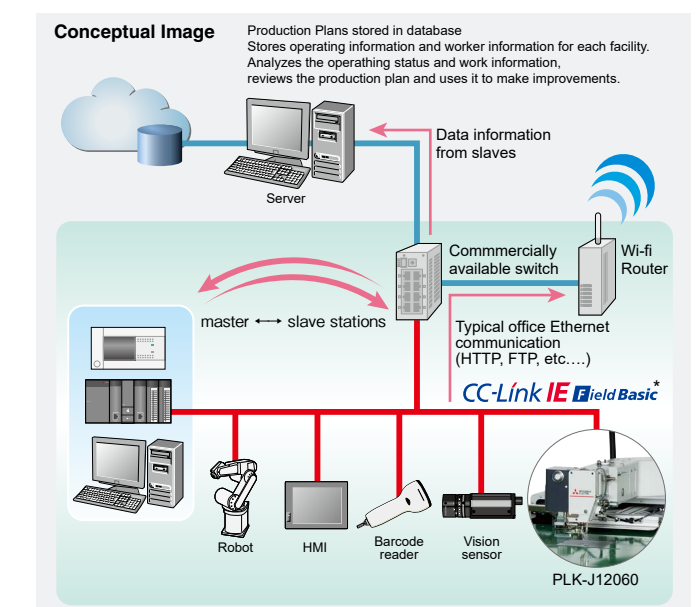 Conceptual Image
Production Plans stored in database
Stores operating information and worker information for each facility.
Analyzes the operathing status and work information,
reviews the production plan and uses it to make improvements.
Data information
from slaves
Server
Commmercially
available switch
Wi-fi
Router
master ⟷ slave stations
Typical office Ethernet
communication
(HTTP, FTP, etc….)
CC-Link IE Field Basic*
Robot
HMI
Barcode
reader
Vision
sensor
PLK-J12060